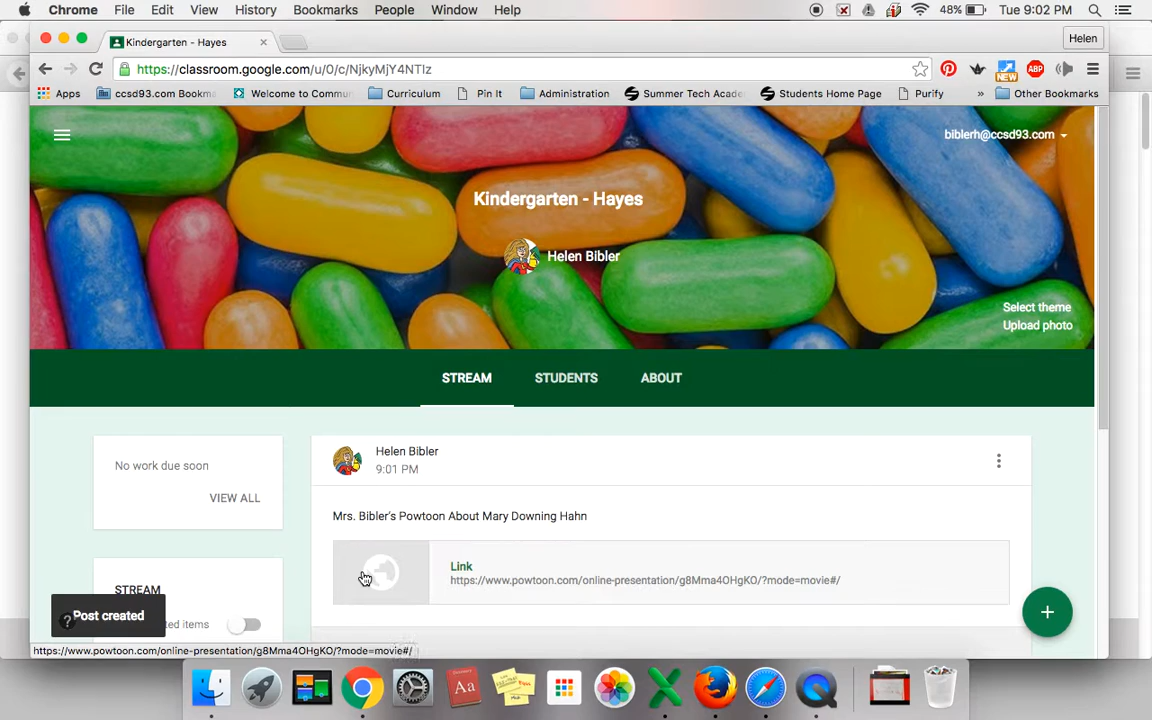 Chrome File Edit View History Bookmarks People Window Help 48% Tue 9:02 PM
Kindergarten - Hayes Helen
https://classroom.google.com/u/0/c/NjkyMjY4NTIz
Apps ccsd93.com Bookma Welcome to Commu Curriculum Pin It Administration Summer Tech Acade Students Home Page Purify » Other Bookmarks
NEW
ABP
biblerh@ccsd93.com
Kindergarten - Hayes
Helen Bibler
Select theme
Upload photo
STREAM STUDENTS ABOUT
No work due soon
VIEW ALL
Helen Bibler
9:01 PM
Mrs. Bibler's Powtoon About Mary Downing Hahn
Link
https://www.powtoon.com/online-presentation/g8Mma4OHgKO/?mode=movie#/
STREAM
ted items
? Post created
+
https://www.powtoon.com/online-presentation/g8Mma4OHgKO/?mode=movie#/
Aa